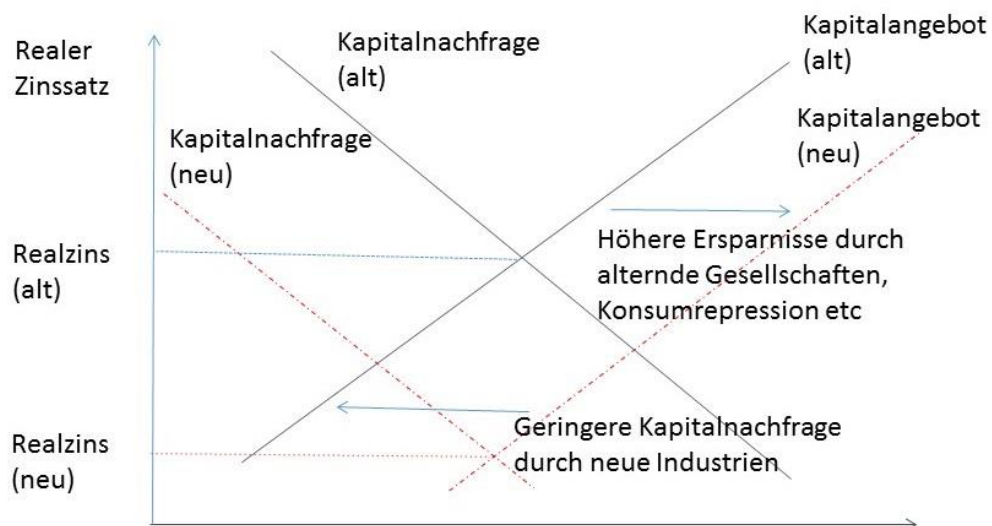 Realer
Zinssatz
Kapitalnachfrage
(alt)
Kapitalangebot
(alt)
Kapitalnachfrage
(neu)
Kapitalangebot
(neu)
Realzins
(alt)
Höhere Ersparnisse durch
alternde Gesellschaften,
Konsumrepression etc
Realzins
(neu)
Geringere Kapitalnachfrage
durch neue Industrien